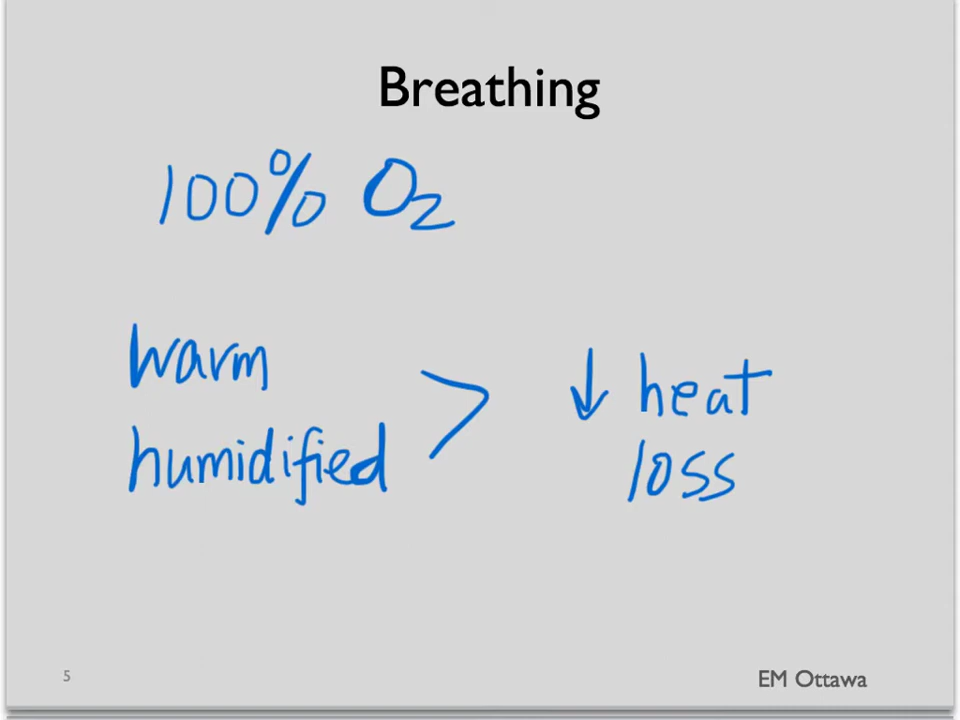 Breathing
100% O2
warm
humidified
> ↓ heat
loss
5
EM Ottawa